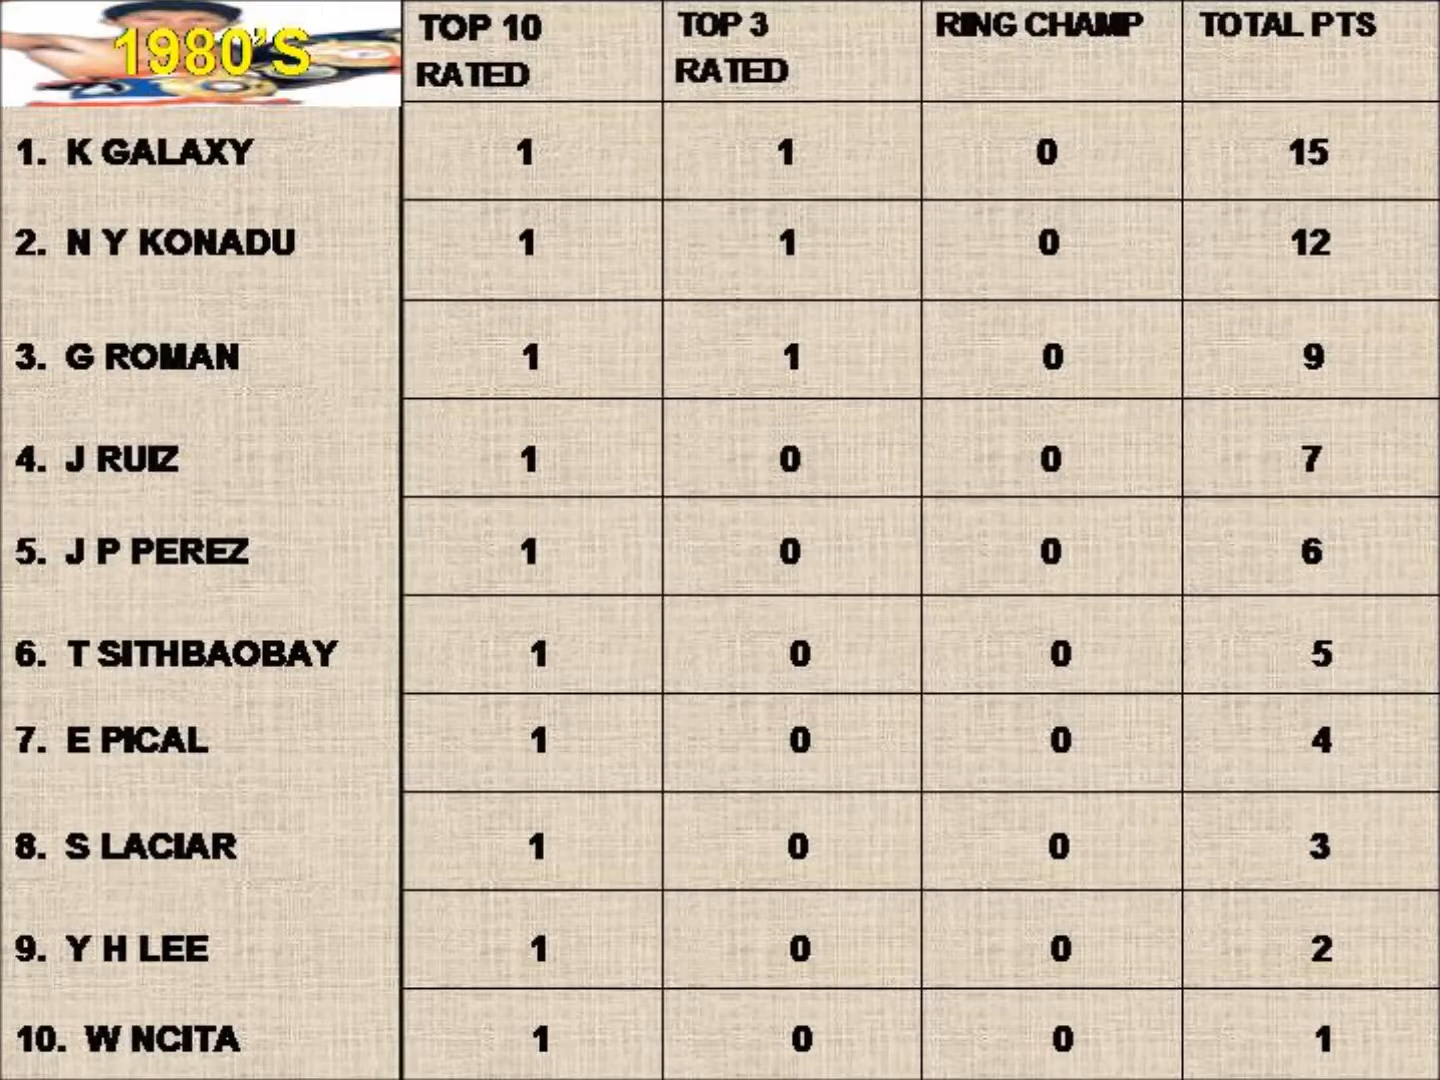 1980'S
TOP 10 RATED TOP 3 RATED RING CHAMP TOTAL PTS
1. K GALAXY 1 1 0 15
2. N Y KONADU 1 1 0 12
3. G ROMAN 1 1 0 9
4. J RUIZ 1 0 0 7
5. J P PEREZ 1 0 0 6
6. T SITHBAOBAY 1 0 0 5
7. E PICAL 1 0 0 4
8. S LACIAR 1 0 0 3
9. Y H LEE 1 0 0 2
10. W NCITA 1 0 0 1